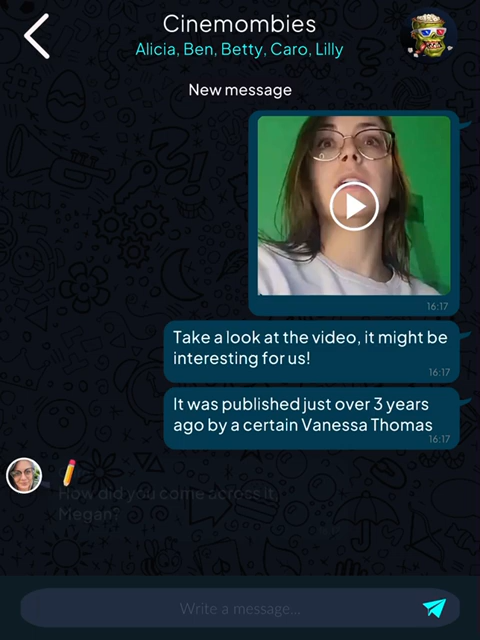 Cinemombies
Alicia, Ben, Betty, Caro, Lilly
New message
16:17
Take a look at the video, it might be
interesting for us!
16:17
It was published just over 3 years
ago by a certain Vanessa Thomas
16:17
How did you come across it,
Megan?
Write a message...